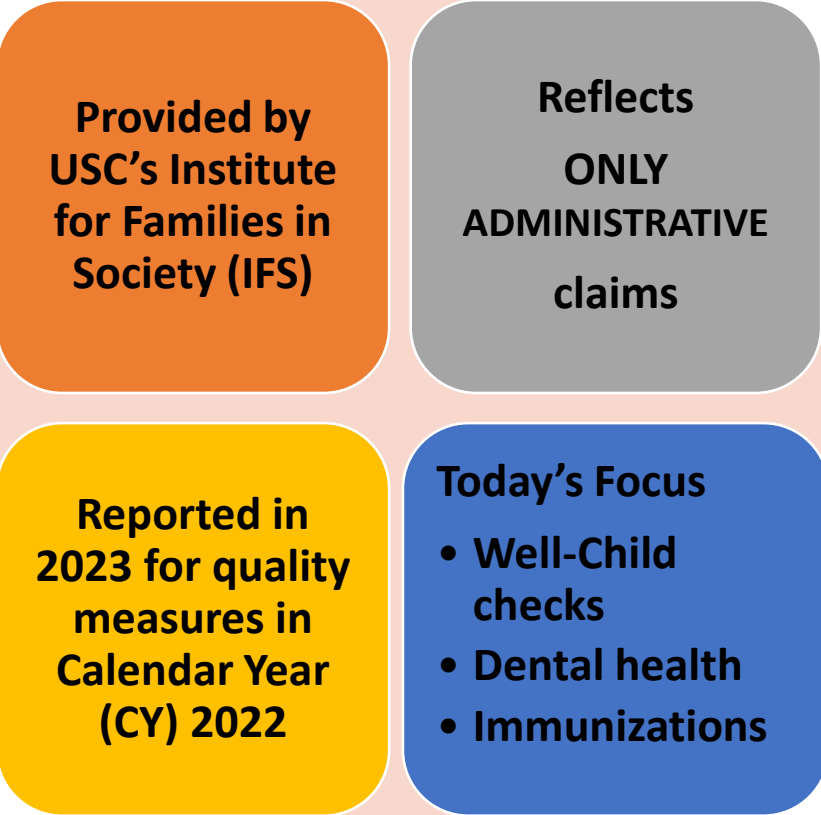 Provided by
USC’s Institute
for Families in
Society (IFS)
Reflects
ONLY
ADMINISTRATIVE
claims
Reported in
2023 for quality
measures in
Calendar Year
(CY) 2022
Today’s Focus
• Well-Child
checks
• Dental health
• Immunizations